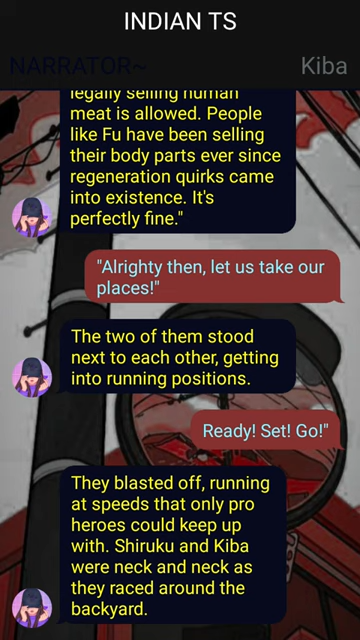 INDIAN TS
NARRATOR~
Kiba
legally selling human
meat is allowed. People
like Fu have been selling
their body parts ever since
regeneration quirks came
into existence. It's
perfectly fine."
"Alrighty then, let us take our
places!"
The two of them stood
next to each other, getting
into running positions.
Ready! Set! Go!"
They blasted off, running
at speeds that only pro
heroes could keep up
with. Shiruku and Kiba
were neck and neck as
they raced around the
backyard.